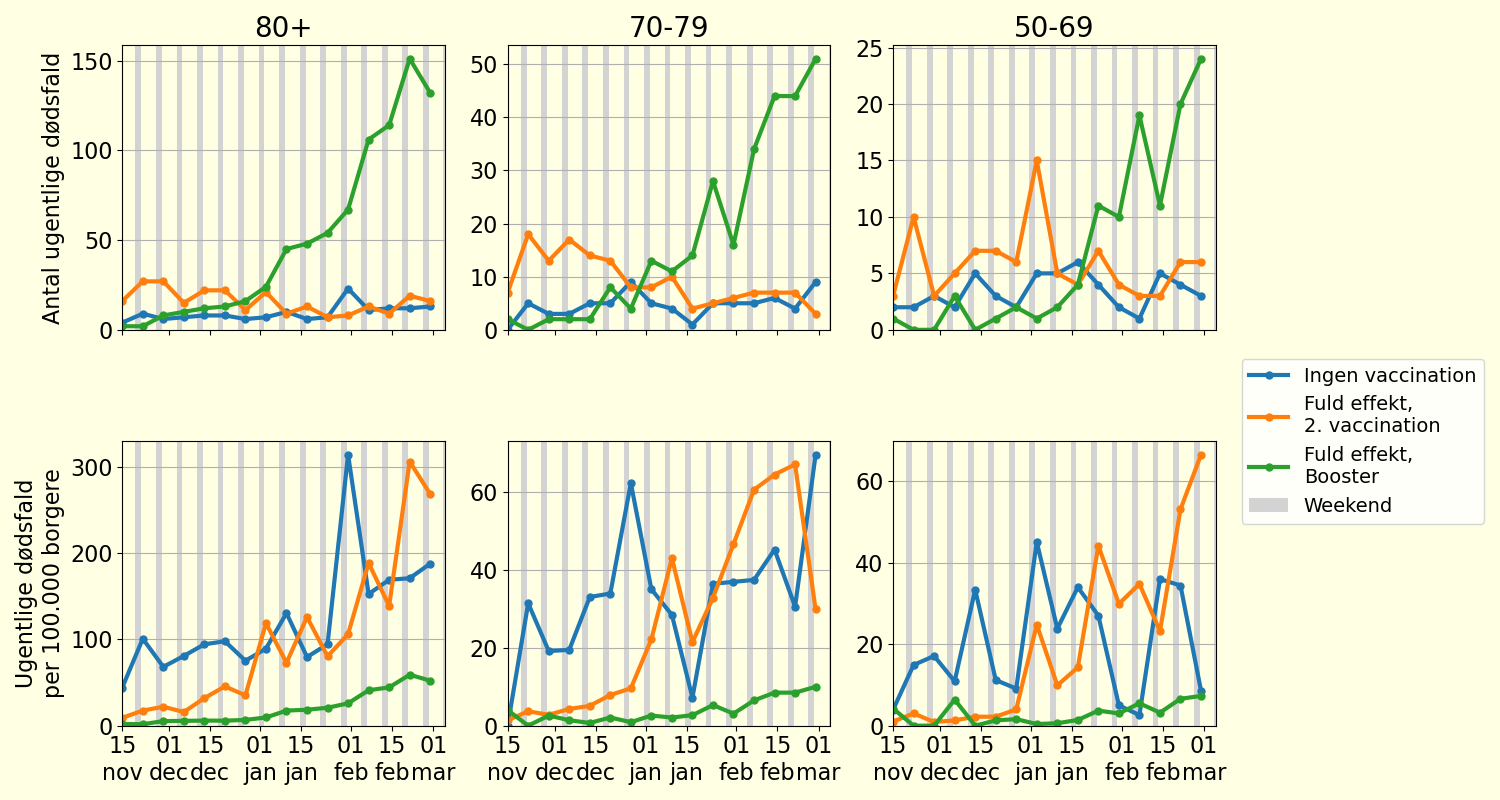 80+
70-79
50-69
Antal ugentlige dødsfald
150
100
50
0
50
40
30
20
10
0
25
20
15
10
5
0
Ingen vaccination
Fuld effekt,
2. vaccination
Fuld effekt,
Booster
Weekend
Ugentlige dødsfald
per 100.000 borgere
300
200
100
0
60
40
20
0
60
40
20
0
15 01 15 01 15 01 15 01
nov dec dec jan jan feb feb mar
15 01 15 01 15 01 15 01
nov dec dec jan jan feb feb mar
15 01 15 01 15 01 15 01
nov dec dec jan jan feb feb mar